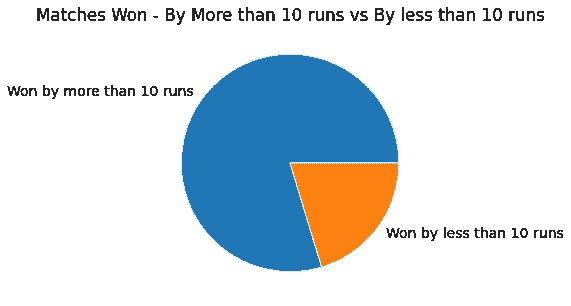 Matches Won - By More than 10 runs vs By less than 10 runs
Won by more than 10 runs
Won by less than 10 runs